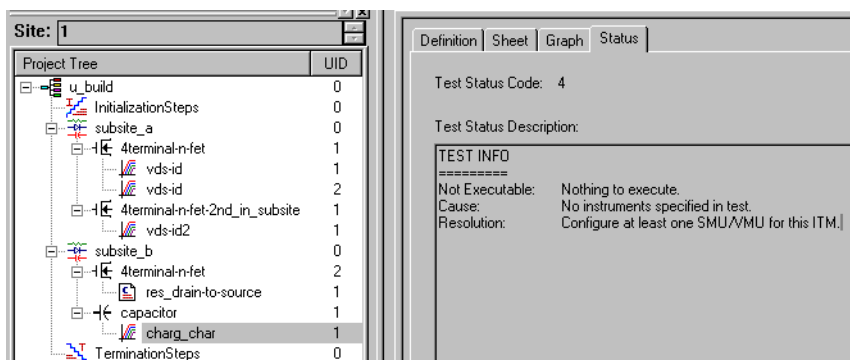 Site: 1
Project Tree UID
u_build 0
InitializationSteps 0
subsite_a 0
4terminal-n-fet 1
vds-id 1
vds-id 2
4terminal-n-fet-2nd_in_subsite 1
vds-id2 1
subsite_b 0
4terminal-n-fet 2
res_drain-to-source 1
capacitor 1
charg_char 1
TerminationSteps 0
Definition Sheet Graph Status
Test Status Code: 4
Test Status Description:
TEST INFO
=========
Not Executable: Nothing to execute.
Cause: No instruments specified in test.
Resolution: Configure at least one SMU/VMU for this ITM.